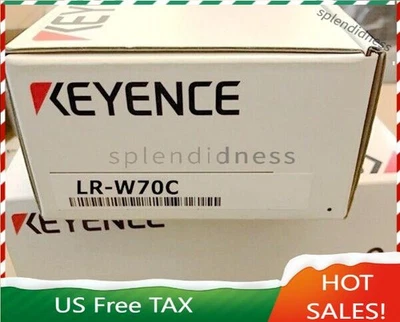 splendidness
KEYENCE
splendidness
LR-W70C
KEYENCE
US Free TAX
HOT
SALES!